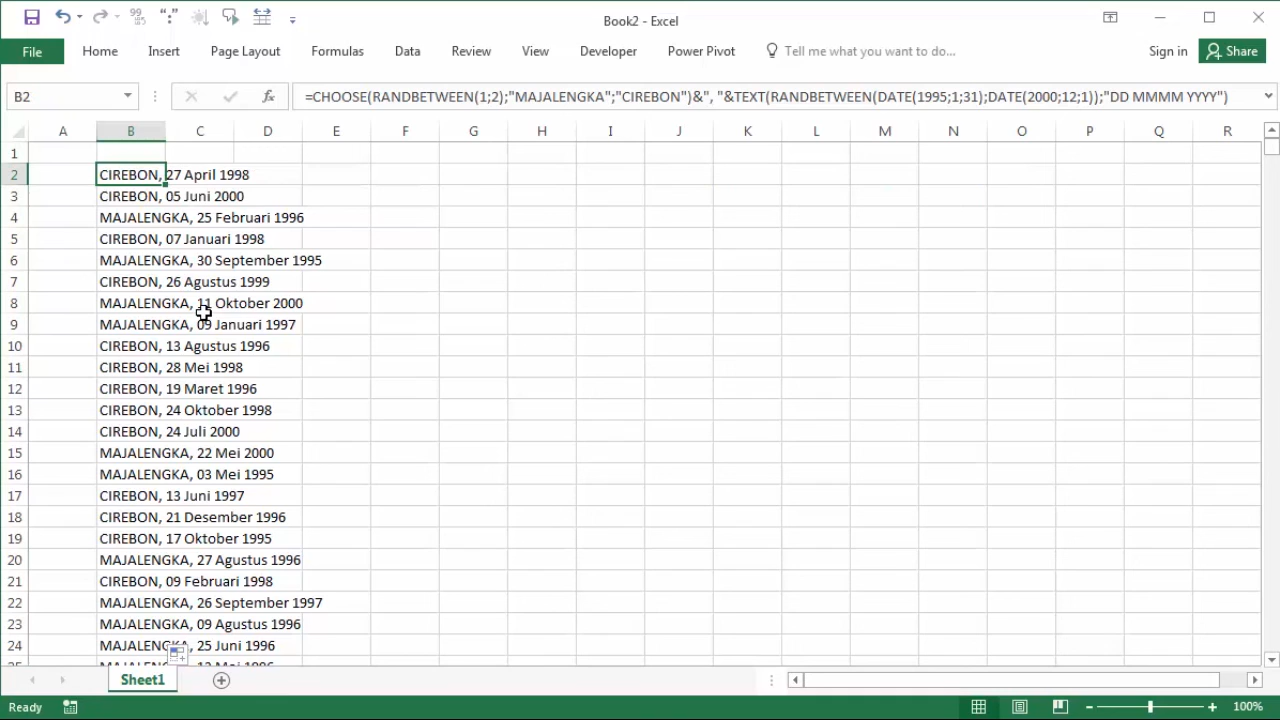 99
Book2 - Excel
File Home Insert Page Layout Formulas Data Review View Developer Power Pivot Tell me what you want to do... Sign in Share
B2 fx =CHOOSE(RANDBETWEEN(1;2);"MAJALENGKA";"CIREBON")&", "&TEXT(RANDBETWEEN(DATE(1995;1;31);DATE(2000;12;1));"DD MMMM YYYY")
A B C D E F G H I J K L M N O P Q R
1
2 CIREBON, 27 April 1998
3 CIREBON, 05 Juni 2000
4 MAJALENGKA, 25 Februari 1996
5 CIREBON, 07 Januari 1998
6 MAJALENGKA, 30 September 1995
7 CIREBON, 26 Agustus 1999
8 MAJALENGKA, 11 Oktober 2000
9 MAJALENGKA, 09 Januari 1997
10 CIREBON, 13 Agustus 1996
11 CIREBON, 28 Mei 1998
12 CIREBON, 19 Maret 1996
13 CIREBON, 24 Oktober 1998
14 CIREBON, 24 Juli 2000
15 MAJALENGKA, 22 Mei 2000
16 MAJALENGKA, 03 Mei 1995
17 CIREBON, 13 Juni 1997
18 CIREBON, 21 Desember 1996
19 CIREBON, 17 Oktober 1995
20 MAJALENGKA, 27 Agustus 1996
21 CIREBON, 09 Februari 1998
22 MAJALENGKA, 26 September 1997
23 MAJALENGKA, 09 Agustus 1996
24 MAJALENGKA, 25 Juni 1996
Sheet1
Ready 100%